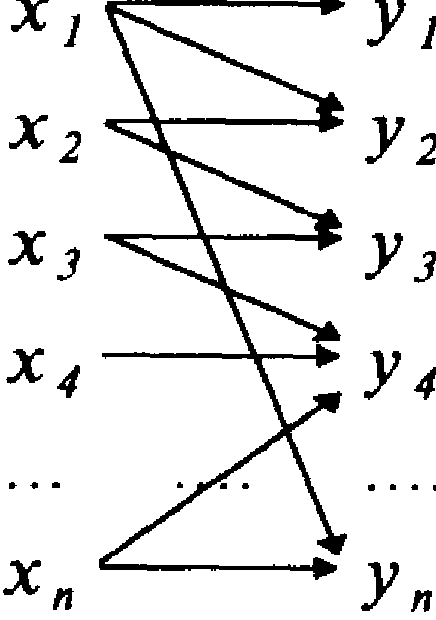 x1 y1
x2 y2
x3 y3
x4 y4
... .... ....
xn yn